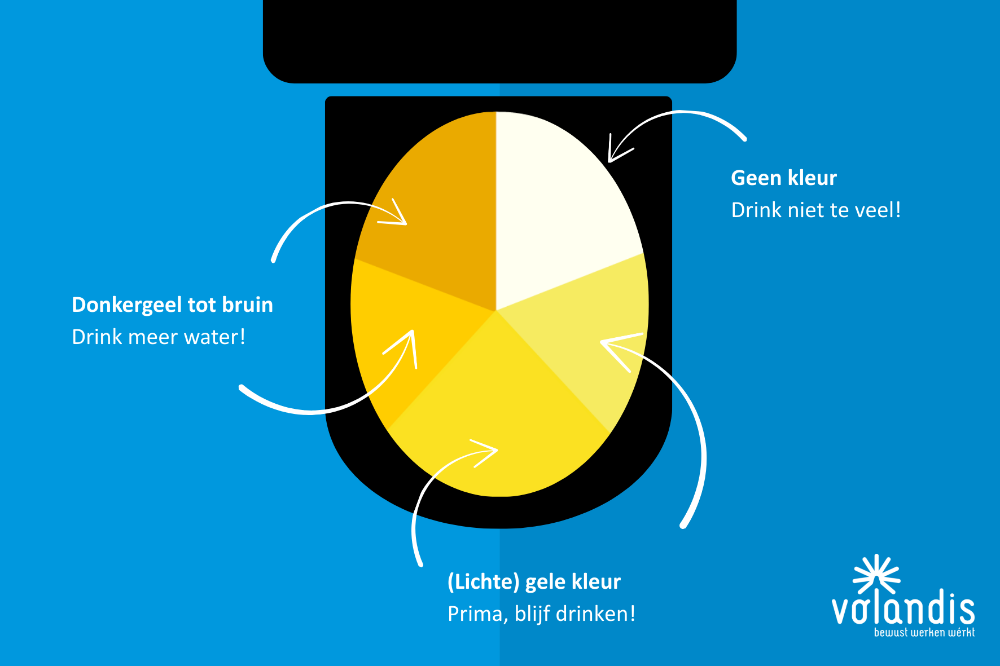 Geen kleur
Drink niet te veel!
Donkergeel tot bruin
Drink meer water!
(Lichte) gele kleur
Prima, blijf drinken!
volandis
bewust werken wérkt